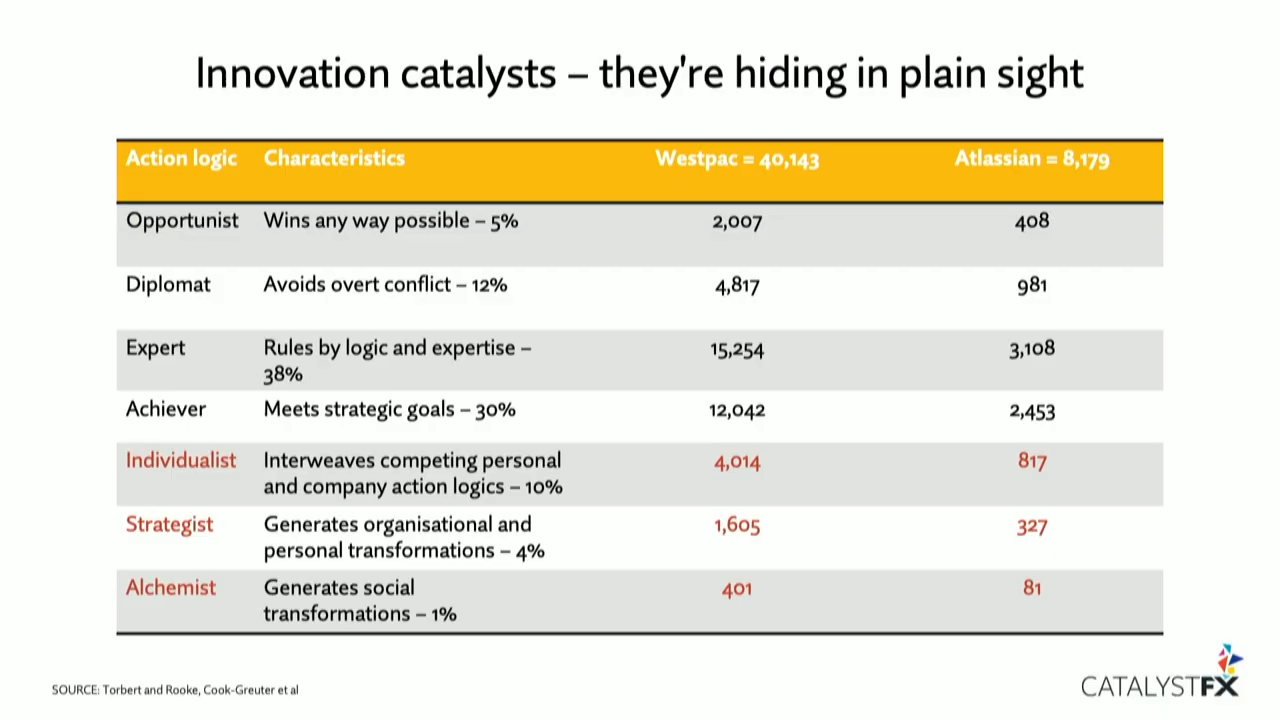 Innovation catalysts – they're hiding in plain sight
Action logic Characteristics Westpac = 40,143 Atlassian = 8,179
Opportunist Wins any way possible – 5% 2,007 408
Diplomat Avoids overt conflict – 12% 4,817 981
Expert Rules by logic and expertise – 15,254 3,108
38%
Achiever Meets strategic goals – 30% 12,042 2,453
Individualist Interweaves competing personal 4,014 817
and company action logics – 10%
Strategist Generates organisational and 1,605 327
personal transformations – 4%
Alchemist Generates social 401 81
transformations – 1%
SOURCE: Torbert and Rooke, Cook-Greuter et al
CATALYSTFX